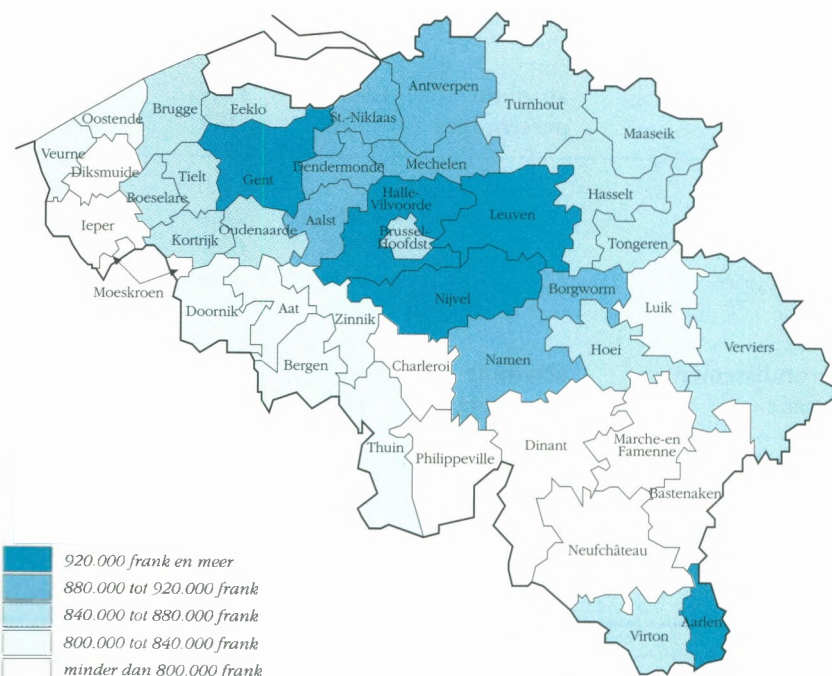 Antwerpen
Turnhout
Brugge
Eeklo
St.-Niklaas
Oostende
Maaseik
Veurne
Diksmuide
Tielt
Gent
Dendermonde
Mechelen
Boeselare
Halle-
Vilvoorde
Leuven
Hasselt
Ieper
Kortrijk
Oudenaarde
Aalst
Brussel-
Hoofdst.
Tongeren
Moeskroen
Doornik
Aat
Zinnik
Nijvel
Borgworm
Luik
Bergen
Charleroi
Namen
Hoei
Verviers
Thuin
Philippeville
Dinant
Marche-en
Famenne
Bastenaken
Neufchâteau
Virton
Aarlen
920.000 frank en meer
880.000 tot 920.000 frank
840.000 tot 880.000 frank
800.000 tot 840.000 frank
minder dan 800.000 frank